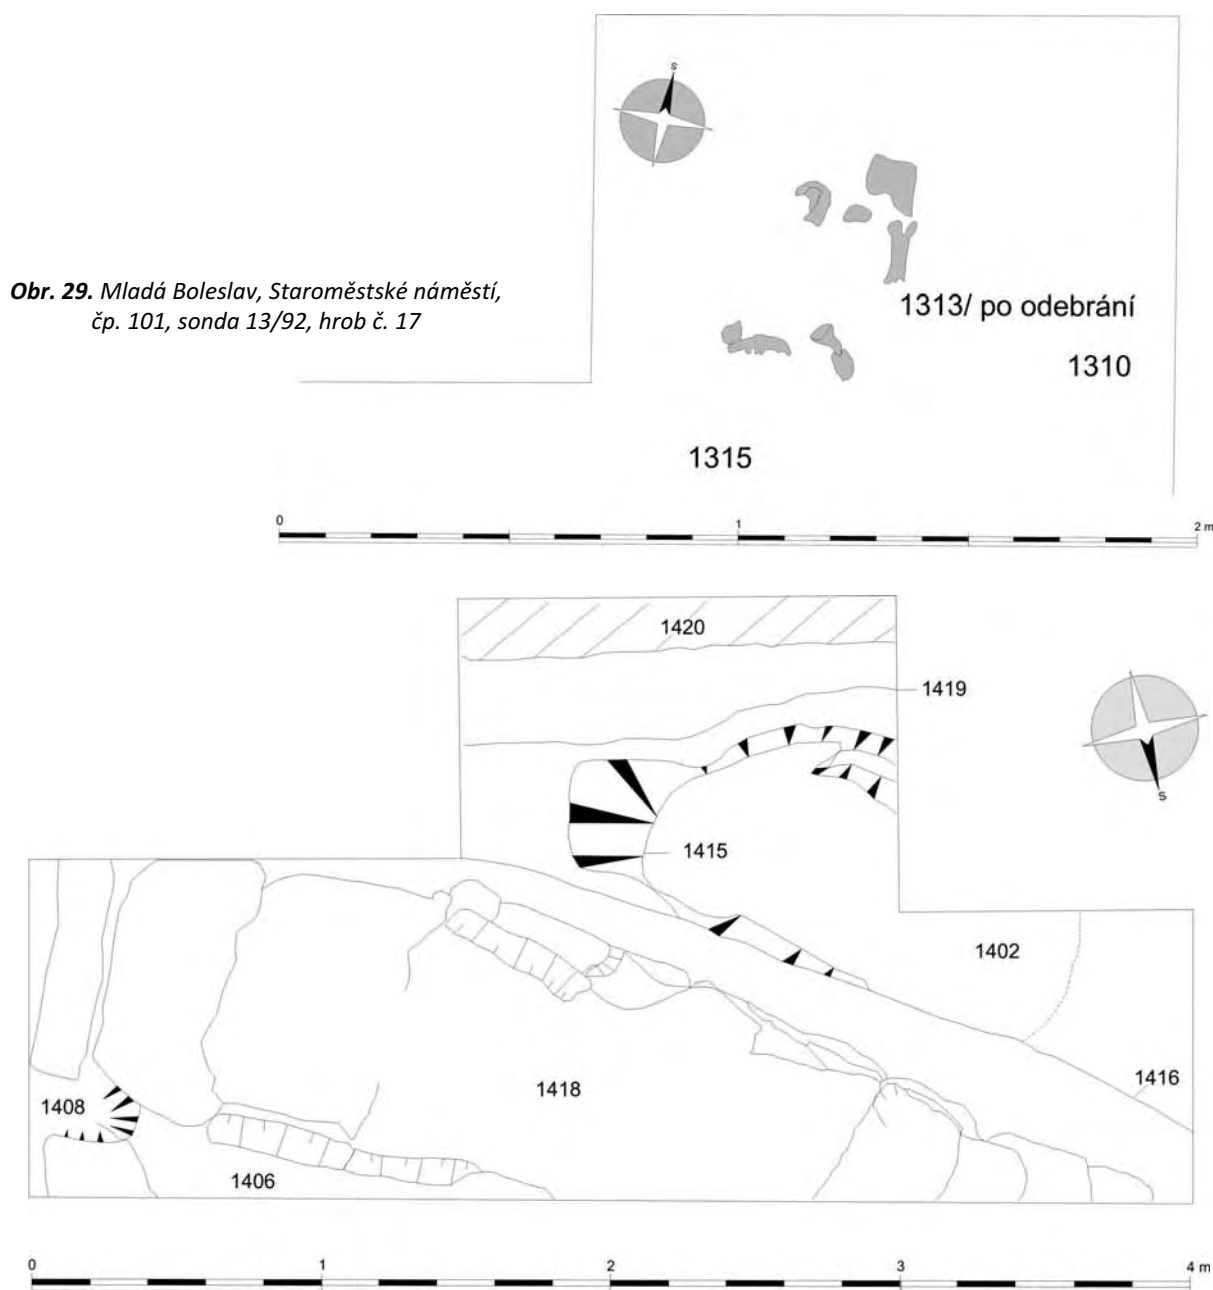 S
Obr. 29. Mladá Boleslav, Staroměstské náměstí,
čp. 101, sonda 13/92, hrob č. 17
1313/ po odebrání
1310
1315
0 1 2 m
1420
1419
1415
1402
1416
1418
1408
1406
S
0 1 2 3 4 m